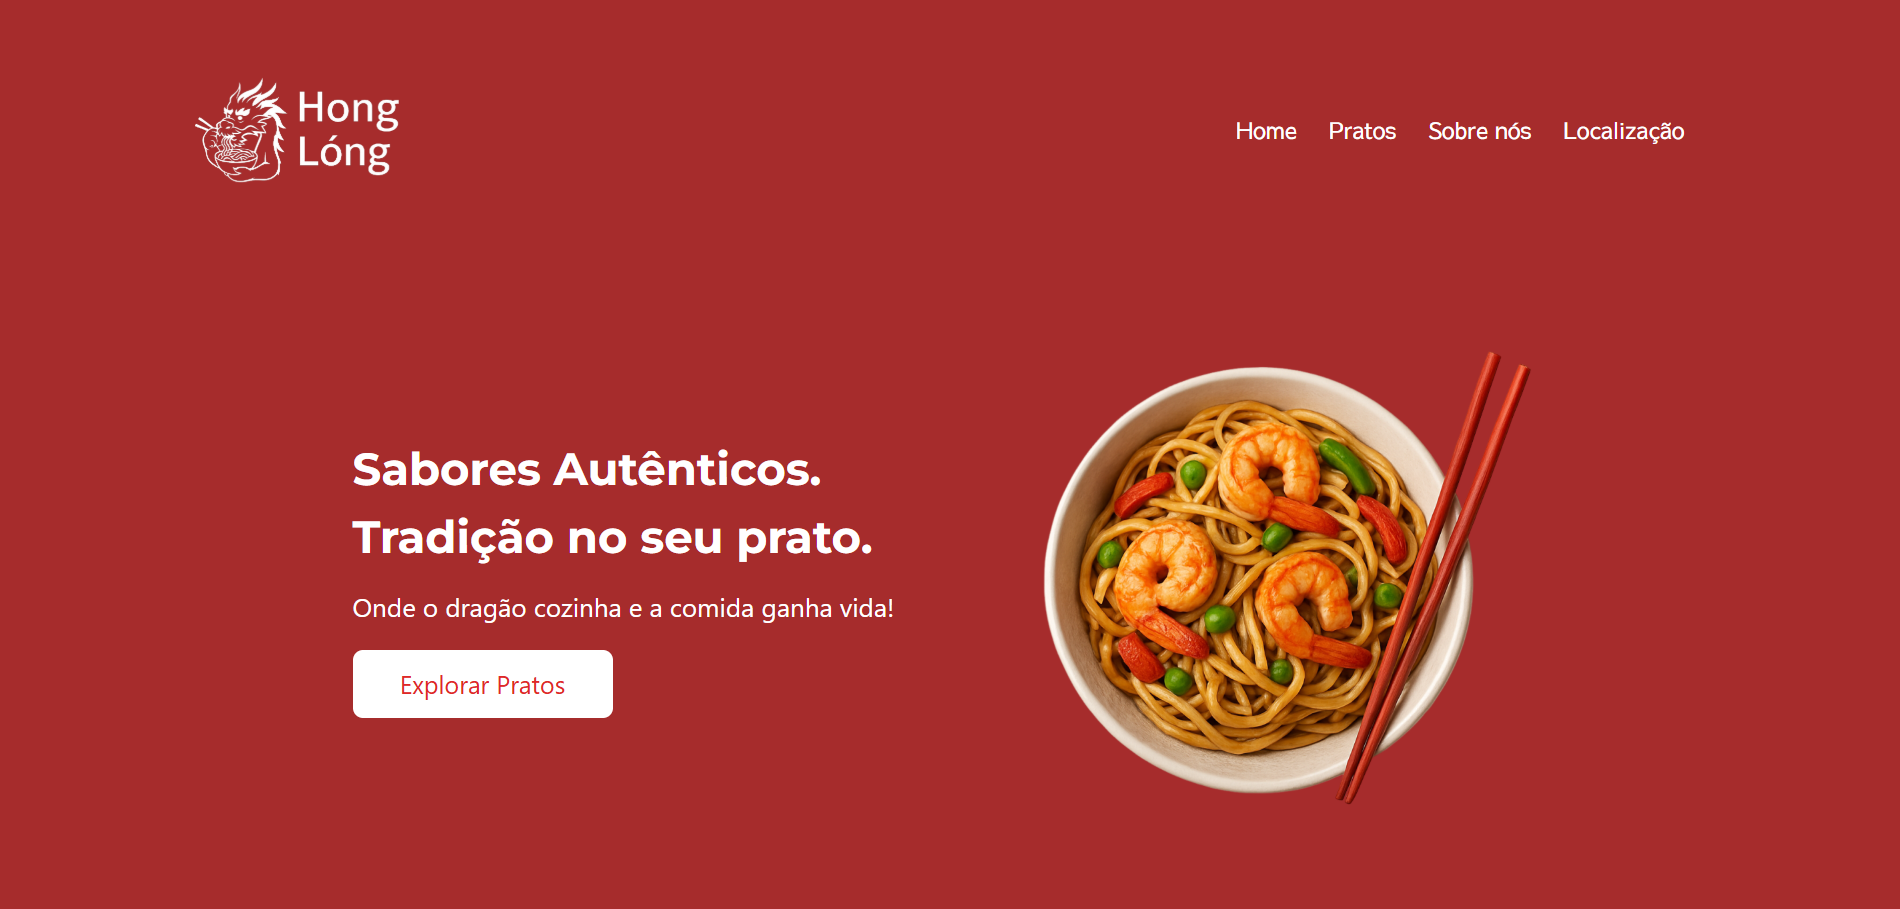 Hong
Lóng
Home Pratos Sobre nós Localização
Sabores Autênticos.
Tradição no seu prato.
Onde o dragão cozinha e a comida ganha vida!
Explorar Pratos